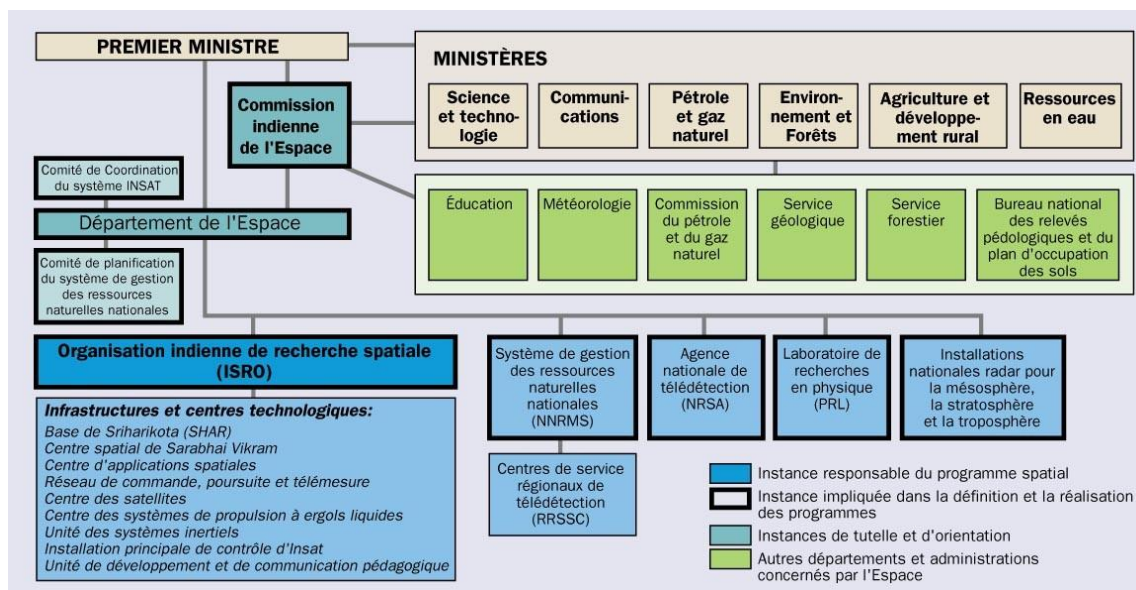 PREMIER MINISTRE
MINISTÈRES
Science
et techno-
logie
Communi-
cations
Pétrole
et gaz
naturel
Environ-
nement et
Forêts
Agriculture et
développe-
ment rural
Ressources
en eau
Commission
indienne
de l'Espace
Comité de Coordination
du système INSAT
Département de l'Espace
Comité de planification
du système de gestion
des ressources
naturelles nationales
Éducation
Météorologie
Commission
du pétrole
et du gaz
naturel
Service
géologique
Service
forestier
Bureau national
des relevés
pédologiques et du
plan d'occupation
des sols
Organisation indienne de recherche spatiale
(ISRO)
Infrastructures et centres technologiques:
Base de Sriharikota (SHAR)
Centre spatial de Sarabhai Vikram
Centre d'applications spatiales
Réseau de commande, poursuite et télémesure
Centre des satellites
Centre des systèmes de propulsion à ergols liquides
Unité des systèmes inertiels
Installation principale de contrôle d'Insat
Unité de développement et de communication pédagogique
Système de gestion
des ressources
naturelles
nationales
(NNRMS)
Agence
nationale de
télédétection
(NRSA)
Laboratoire de
recherches
en physique
(PRL)
Installations
nationales radar pour
la mésosphère,
la stratosphère
et la troposphère
Centres de service
régionaux de
télédétection
(RRSSC)
Instance responsable du programme spatial
Instance impliquée dans la définition et la réalisation
des programmes
Instances de tutelle et d'orientation
Autres départements et administrations
concernés par l'Espace